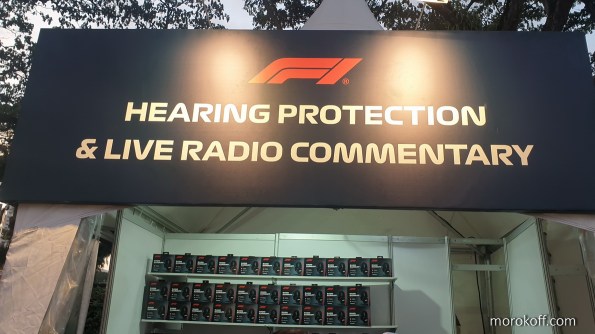 F1
HEARING PROTECTION
& LIVE RADIO COMMENTARY
morokoff.com